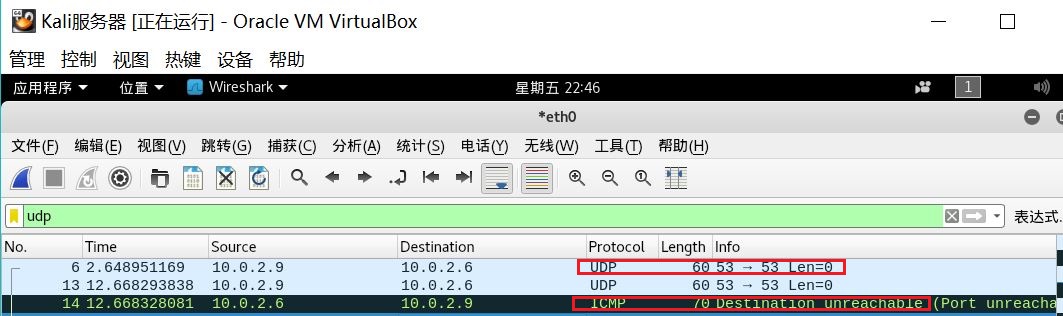 Kali服务器 [正在运行] - Oracle VM VirtualBox
管理 控制 视图 热键 设备 帮助
应用程序 位置 Wireshark 星期五 22:46 1
*eth0
文件(F) 编辑(E) 视图(V) 跳转(G) 捕获(C) 分析(A) 统计(S) 电话(Y) 无线(W) 工具(T) 帮助(H)
udp 表达式
No. Time Source Destination Protocol Length Info
6 2.648951169 10.0.2.9 10.0.2.6 UDP 60 53 → 53 Len=0
13 12.668293838 10.0.2.9 10.0.2.6 UDP 60 53 → 53 Len=0
14 12.668328081 10.0.2.6 10.0.2.9 ICMP 70 Destination unreachable (Port unreacha